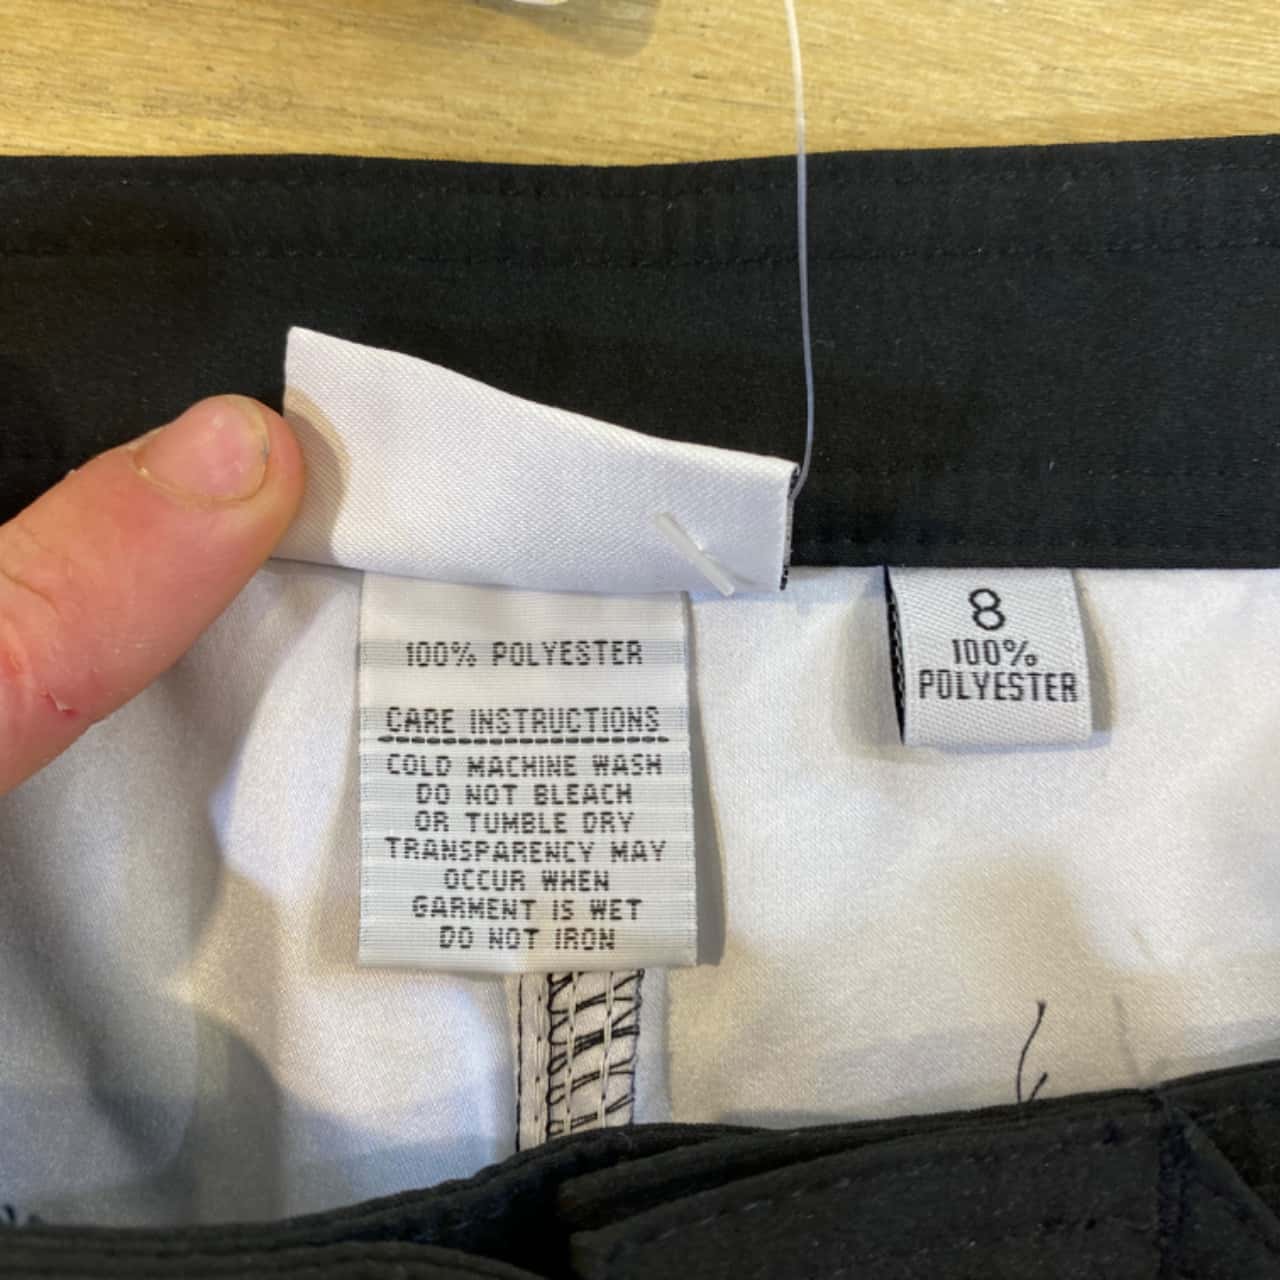 100% POLYESTER
CARE INSTRUCTIONS
COLD MACHINE WASH
DO NOT BLEACH
OR TUMBLE DRY
TRANSPARENCY MAY
OCCUR WHEN
GARMENT IS WET
DO NOT IRON
8
100%
POLYESTER